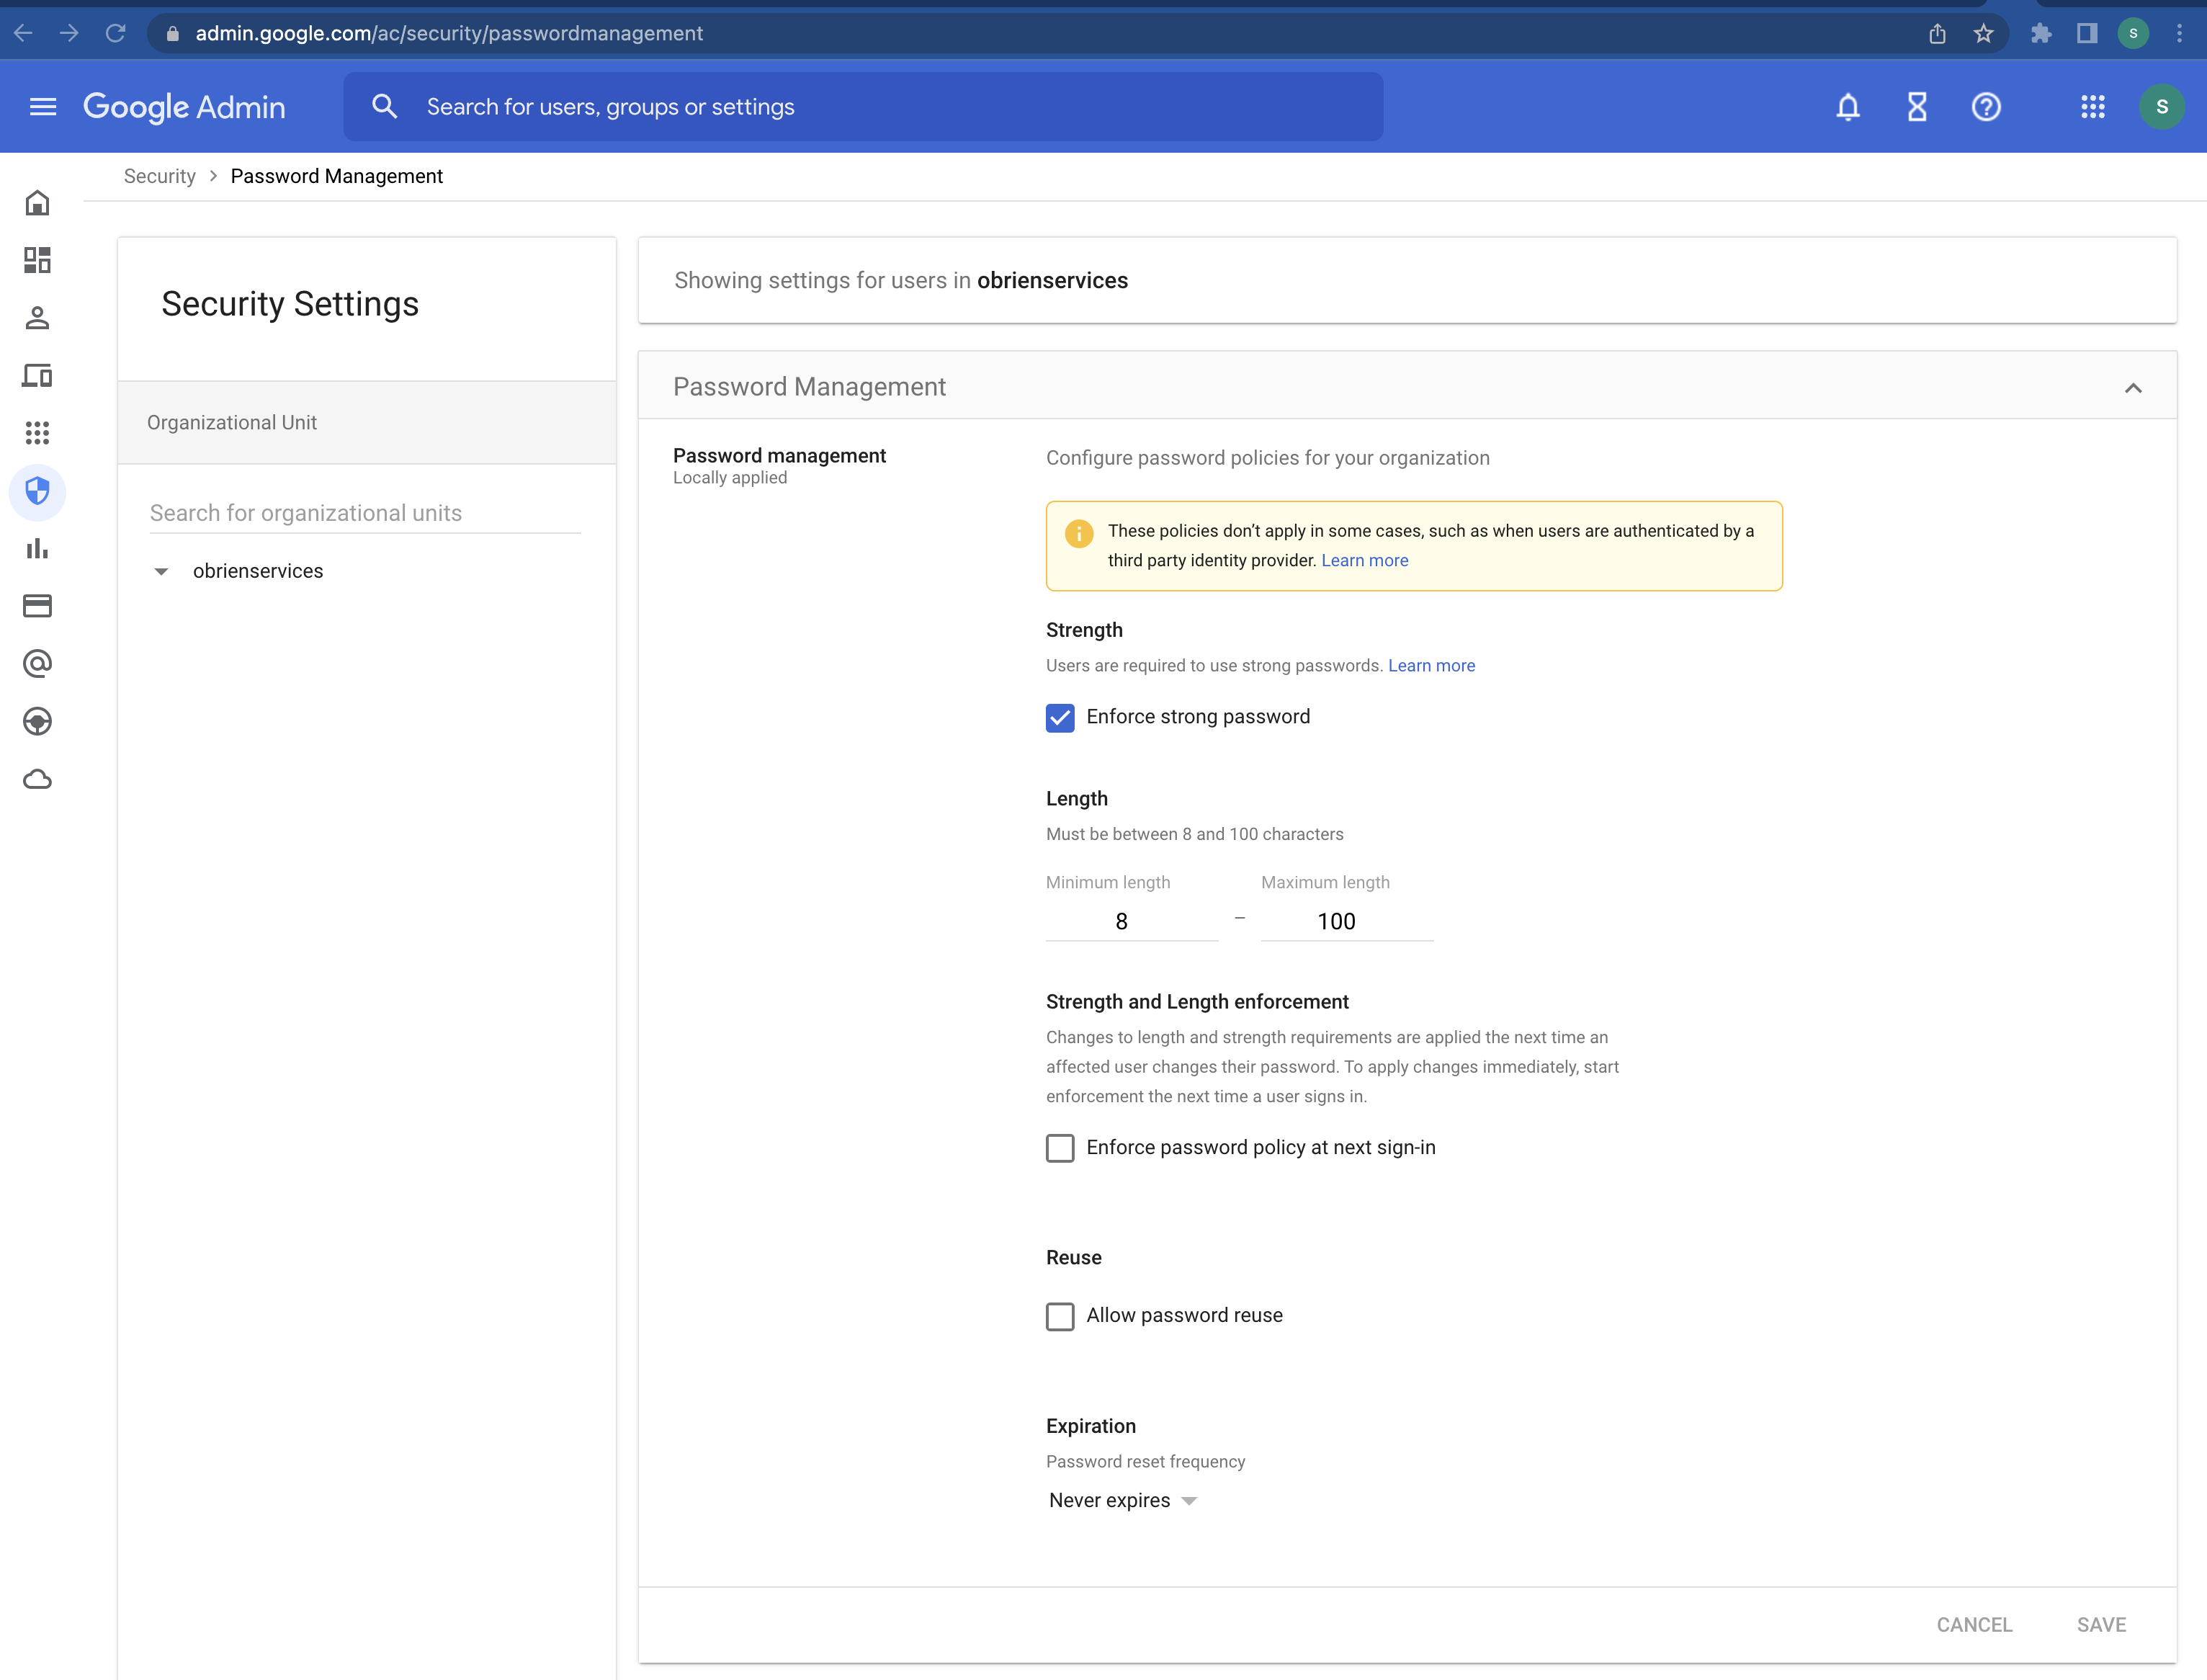 admin.google.com/ac/security/passwordmanagement
S
Google Admin
Search for users, groups or settings
S
Security > Password Management
Security Settings
Organizational Unit
Search for organizational units
obrienservices
Showing settings for users in obrienservices
Password Management
Password management
Locally applied
Configure password policies for your organization
These policies don’t apply in some cases, such as when users are authenticated by a
third party identity provider. Learn more
Strength
Users are required to use strong passwords. Learn more
Enforce strong password
Length
Must be between 8 and 100 characters
Minimum length
Maximum length
8 – 100
Strength and Length enforcement
Changes to length and strength requirements are applied the next time an
affected user changes their password. To apply changes immediately, start
enforcement the next time a user signs in.
Enforce password policy at next sign-in
Reuse
Allow password reuse
Expiration
Password reset frequency
Never expires
CANCEL SAVE